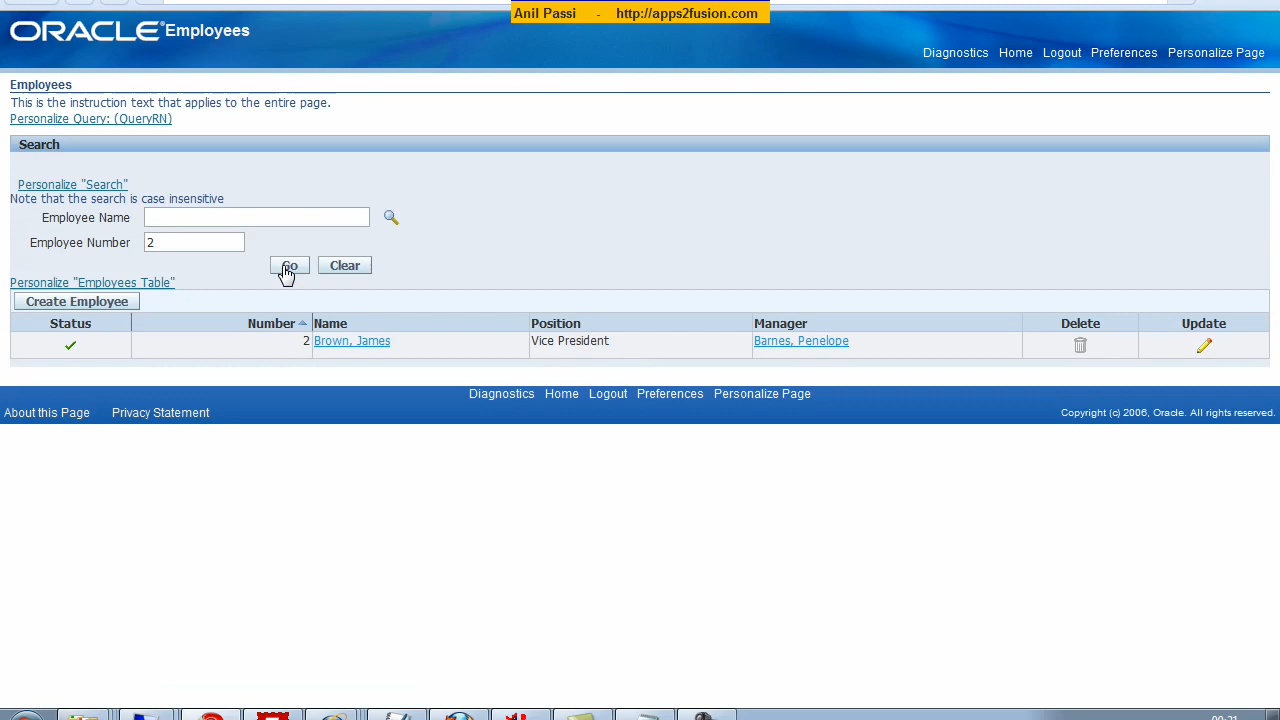 Anil Passi - http://apps2fusion.com
ORACLE Employees
Diagnostics Home Logout Preferences Personalize Page
Employees
This is the instruction text that applies to the entire page.
Personalize Query: (QueryRN)
Search
Personalize "Search"
Note that the search is case insensitive
Employee Name
Employee Number 2
Go Clear
Personalize "Employees Table"
Create Employee
Status Number Name Position Manager Delete Update
2 Brown, James Vice President Barnes, Penelope
Diagnostics Home Logout Preferences Personalize Page
About this Page Privacy Statement Copyright (c) 2006, Oracle. All rights reserved.